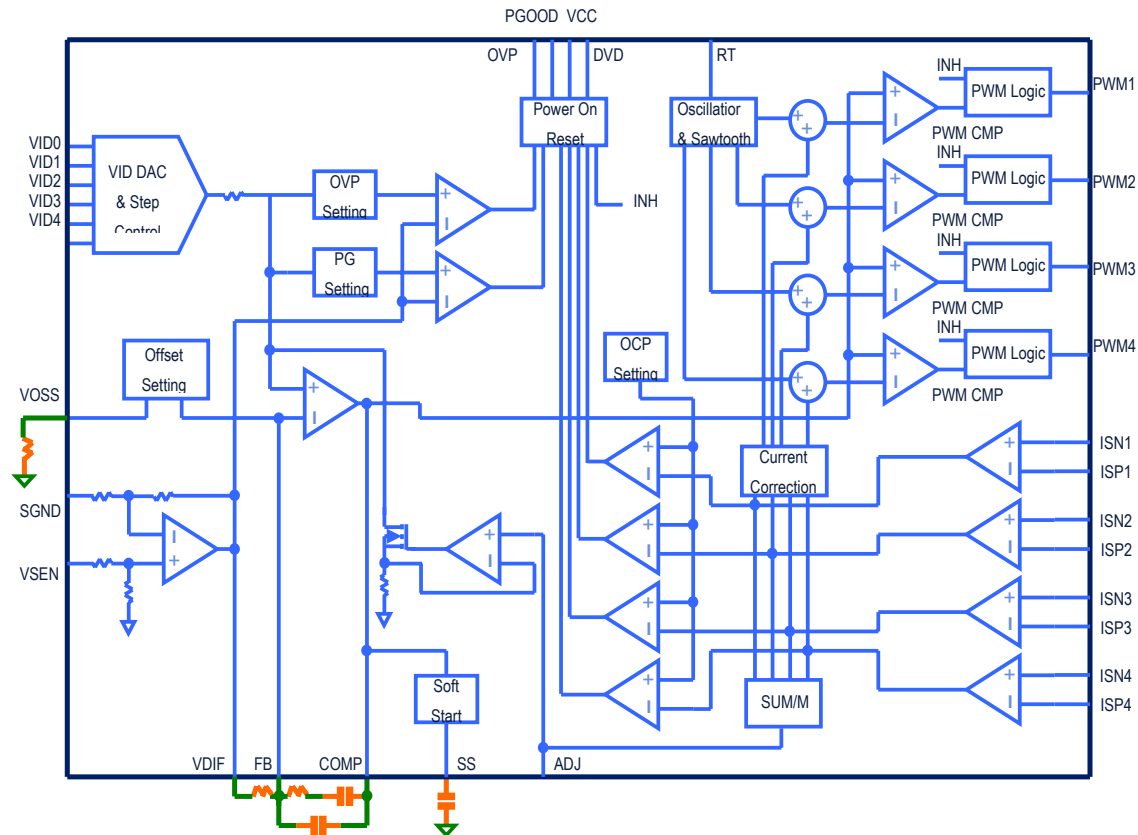 PGOOD VCC
OVP
DVD
RT
Power On
Reset
Oscillatior
& Sawtooth
+
+
+
I
INH
PWM Logic
PWM1
PWM CMP
VID0
VID1
VID2
VID3
VID4
VID DAC
& Step
Control
OVP
Setting
+
I
INH
+
+
+
I
INH
PWM Logic
PWM2
PWM CMP
PG
Setting
+
I
+
+
+
I
INH
PWM Logic
PWM3
PWM CMP
Offset
Setting
OCP
Setting
+
+
+
I
INH
PWM Logic
PWM4
PWM CMP
VOSS
+
I
+
I
Current
Correction
+
I
ISN1
ISP1
SGND
VSEN
I
+
+
I
+
I
+
I
ISN2
ISP2
+
I
+
I
ISN3
ISP3
Soft
Start
+
I
SUM/M
+
I
ISN4
ISP4
VDIF
FB
COMP
SS
ADJ